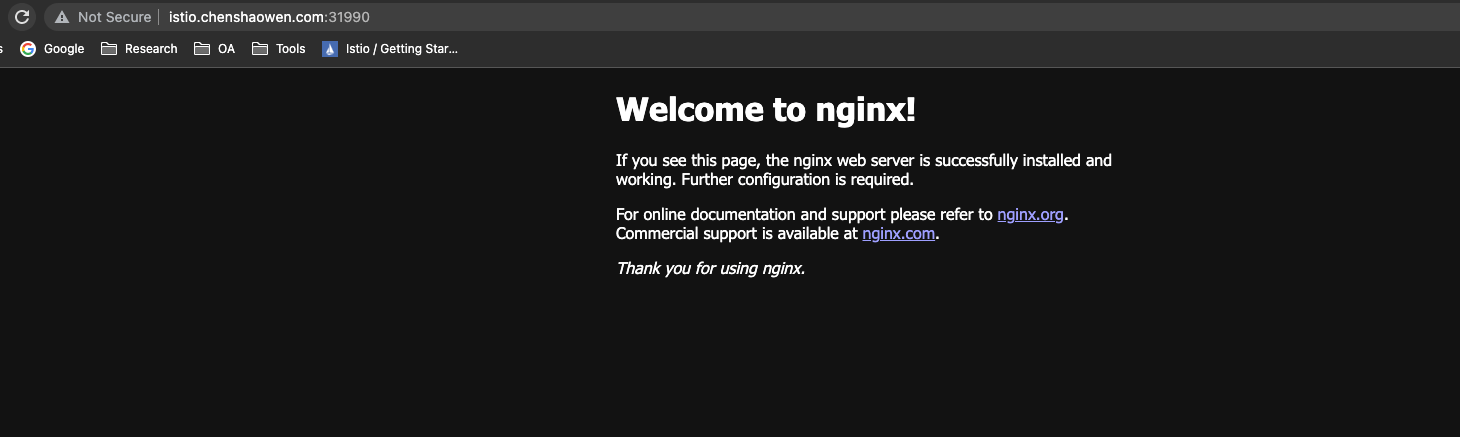 Not Secure istio.chenshaowen.com:31990
s Google Research OA Tools Istio / Getting Star...
Welcome to nginx!
If you see this page, the nginx web server is successfully installed and
working. Further configuration is required.
For online documentation and support please refer to nginx.org.
Commercial support is available at nginx.com.
Thank you for using nginx.